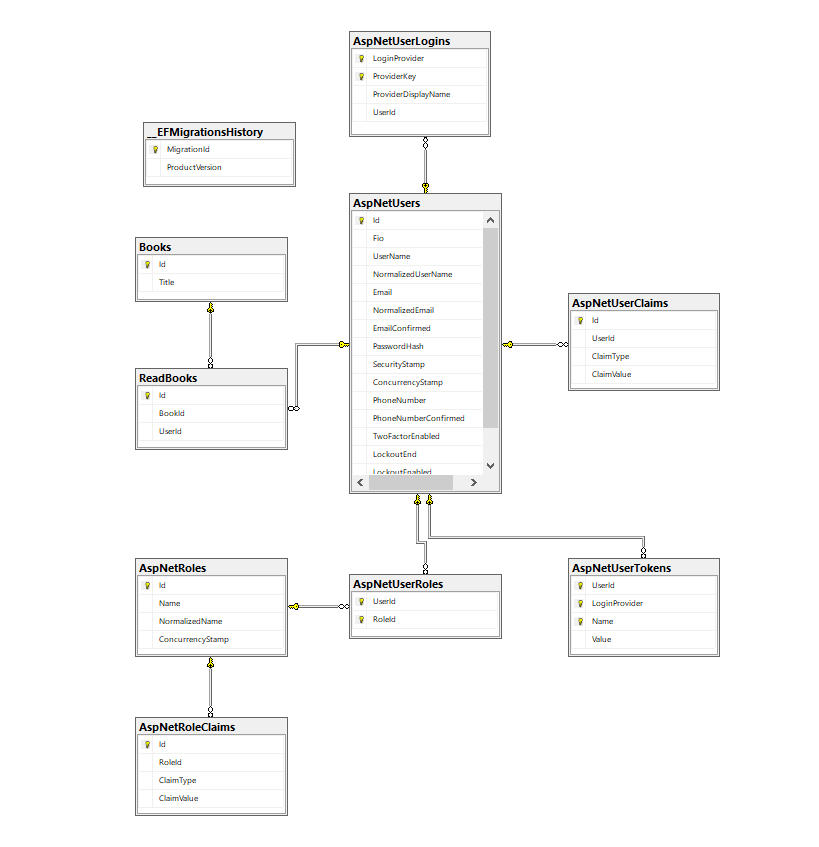 AspNetUserLogins
LoginProvider
ProviderKey
ProviderDisplayName
UserId
__EFMigrationsHistory
MigrationId
ProductVersion
AspNetUsers
Id
Fio
UserName
NormalizedUserName
Email
NormalizedEmail
EmailConfirmed
PasswordHash
SecurityStamp
ConcurrencyStamp
PhoneNumber
PhoneNumberConfirmed
TwoFactorEnabled
LockoutEnd
LockoutEnabled
Books
Id
Title
AspNetUserClaims
Id
UserId
ClaimType
ClaimValue
ReadBooks
Id
BookId
UserId
AspNetRoles
Id
Name
NormalizedName
ConcurrencyStamp
AspNetUserRoles
UserId
RoleId
AspNetUserTokens
UserId
LoginProvider
Name
Value
AspNetRoleClaims
Id
RoleId
ClaimType
ClaimValue